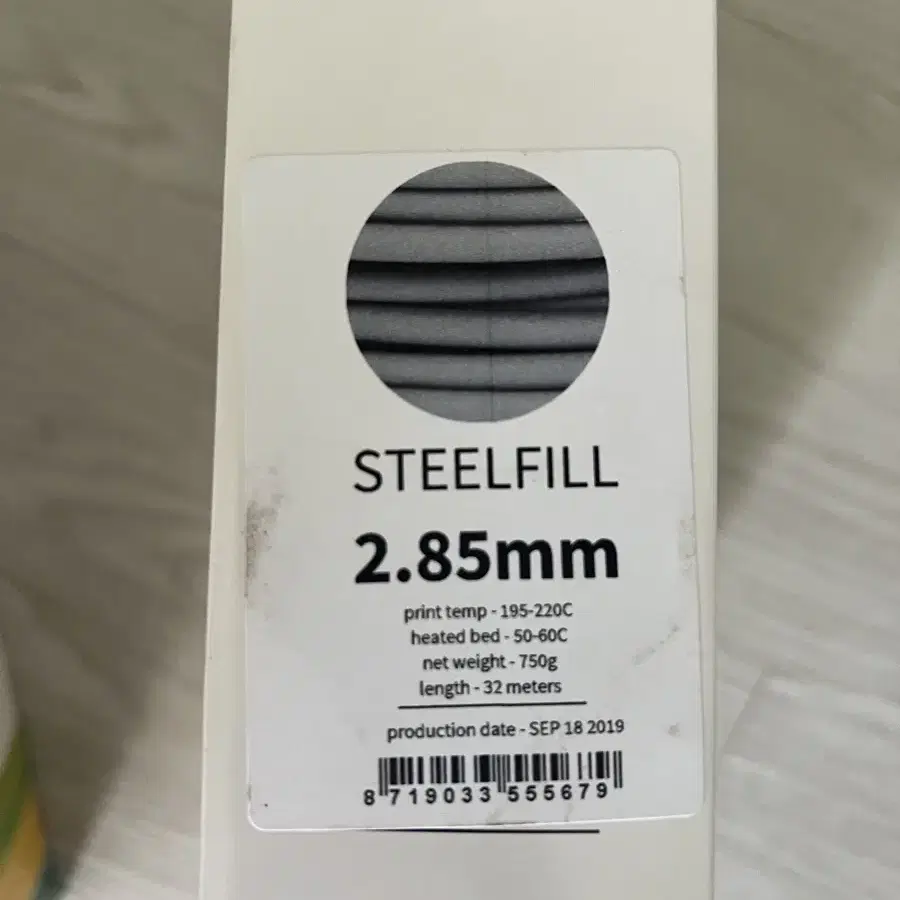 STEELFILL
2.85mm
print temp - 195-220C
heated bed - 50-60C
net weight - 750g
length - 32 meters
production date - SEP 18 2019
8 719033 555679